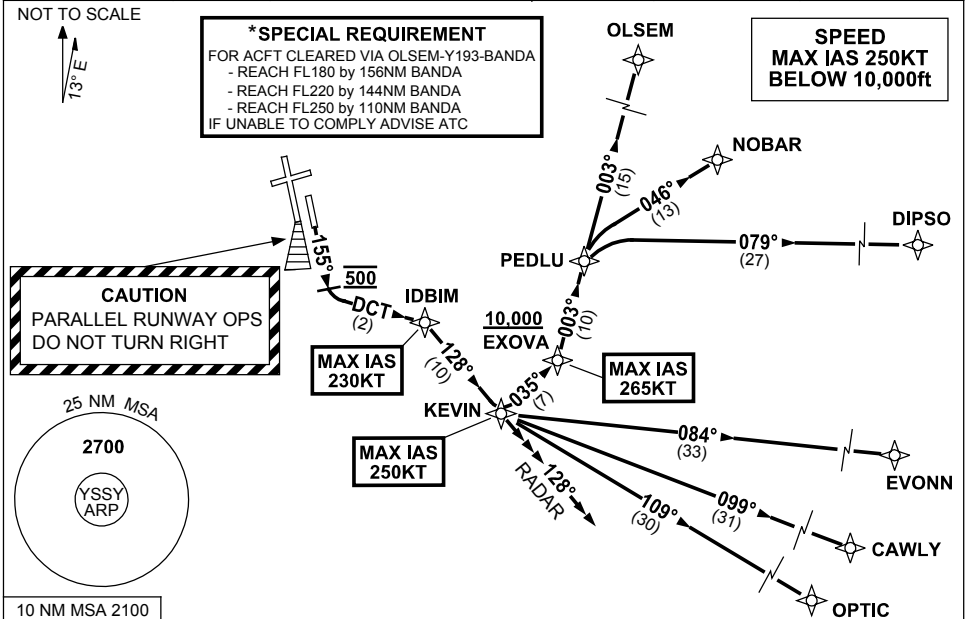 NOT TO SCALE
13° E
*SPECIAL REQUIREMENT
FOR ACFT CLEARED VIA OLSEM-Y193-BANDA
- REACH FL180 by 156NM BANDA
- REACH FL220 by 144NM BANDA
- REACH FL250 by 110NM BANDA
IF UNABLE TO COMPLY ADVISE ATC
SPEED
MAX IAS 250KT
BELOW 10,000ft
OLSEM
003°
(15)
NOBAR
046°
(13)
DIPSO
079°
(27)
PEDLU
003°
(10)
155°
500
DCT
(2)
IDBIM
CAUTION
PARALLEL RUNWAY OPS
DO NOT TURN RIGHT
MAX IAS
230KT
128°
(10)
10,000
EXOVA
MAX IAS
265KT
035°
(7)
KEVIN
MAX IAS
250KT
128°
RADAR
084°
(33)
EVONN
099°
(31)
CAWLY
109°
(30)
OPTIC
25 NM MSA
2700
YSSY
ARP
10 NM MSA 2100